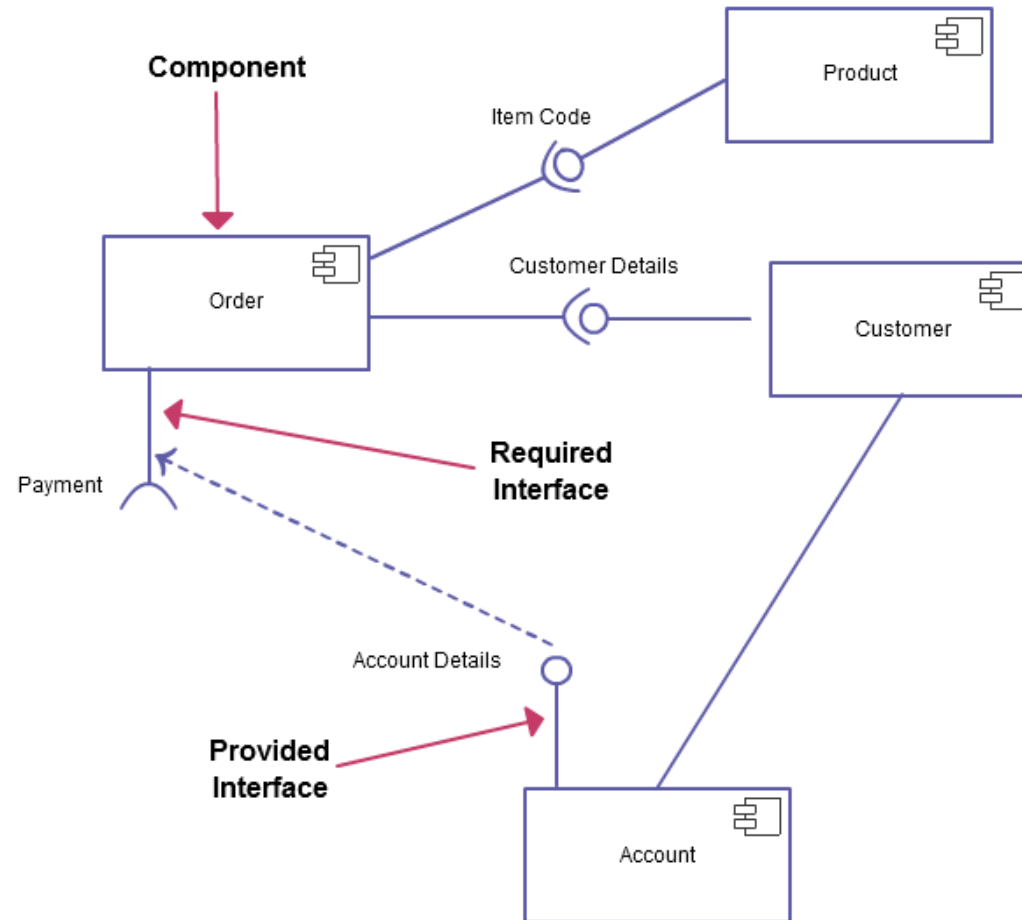 Component
Product
Item Code
Order
Customer Details
Customer
Required
Interface
Payment
Account Details
Provided
Interface
Account